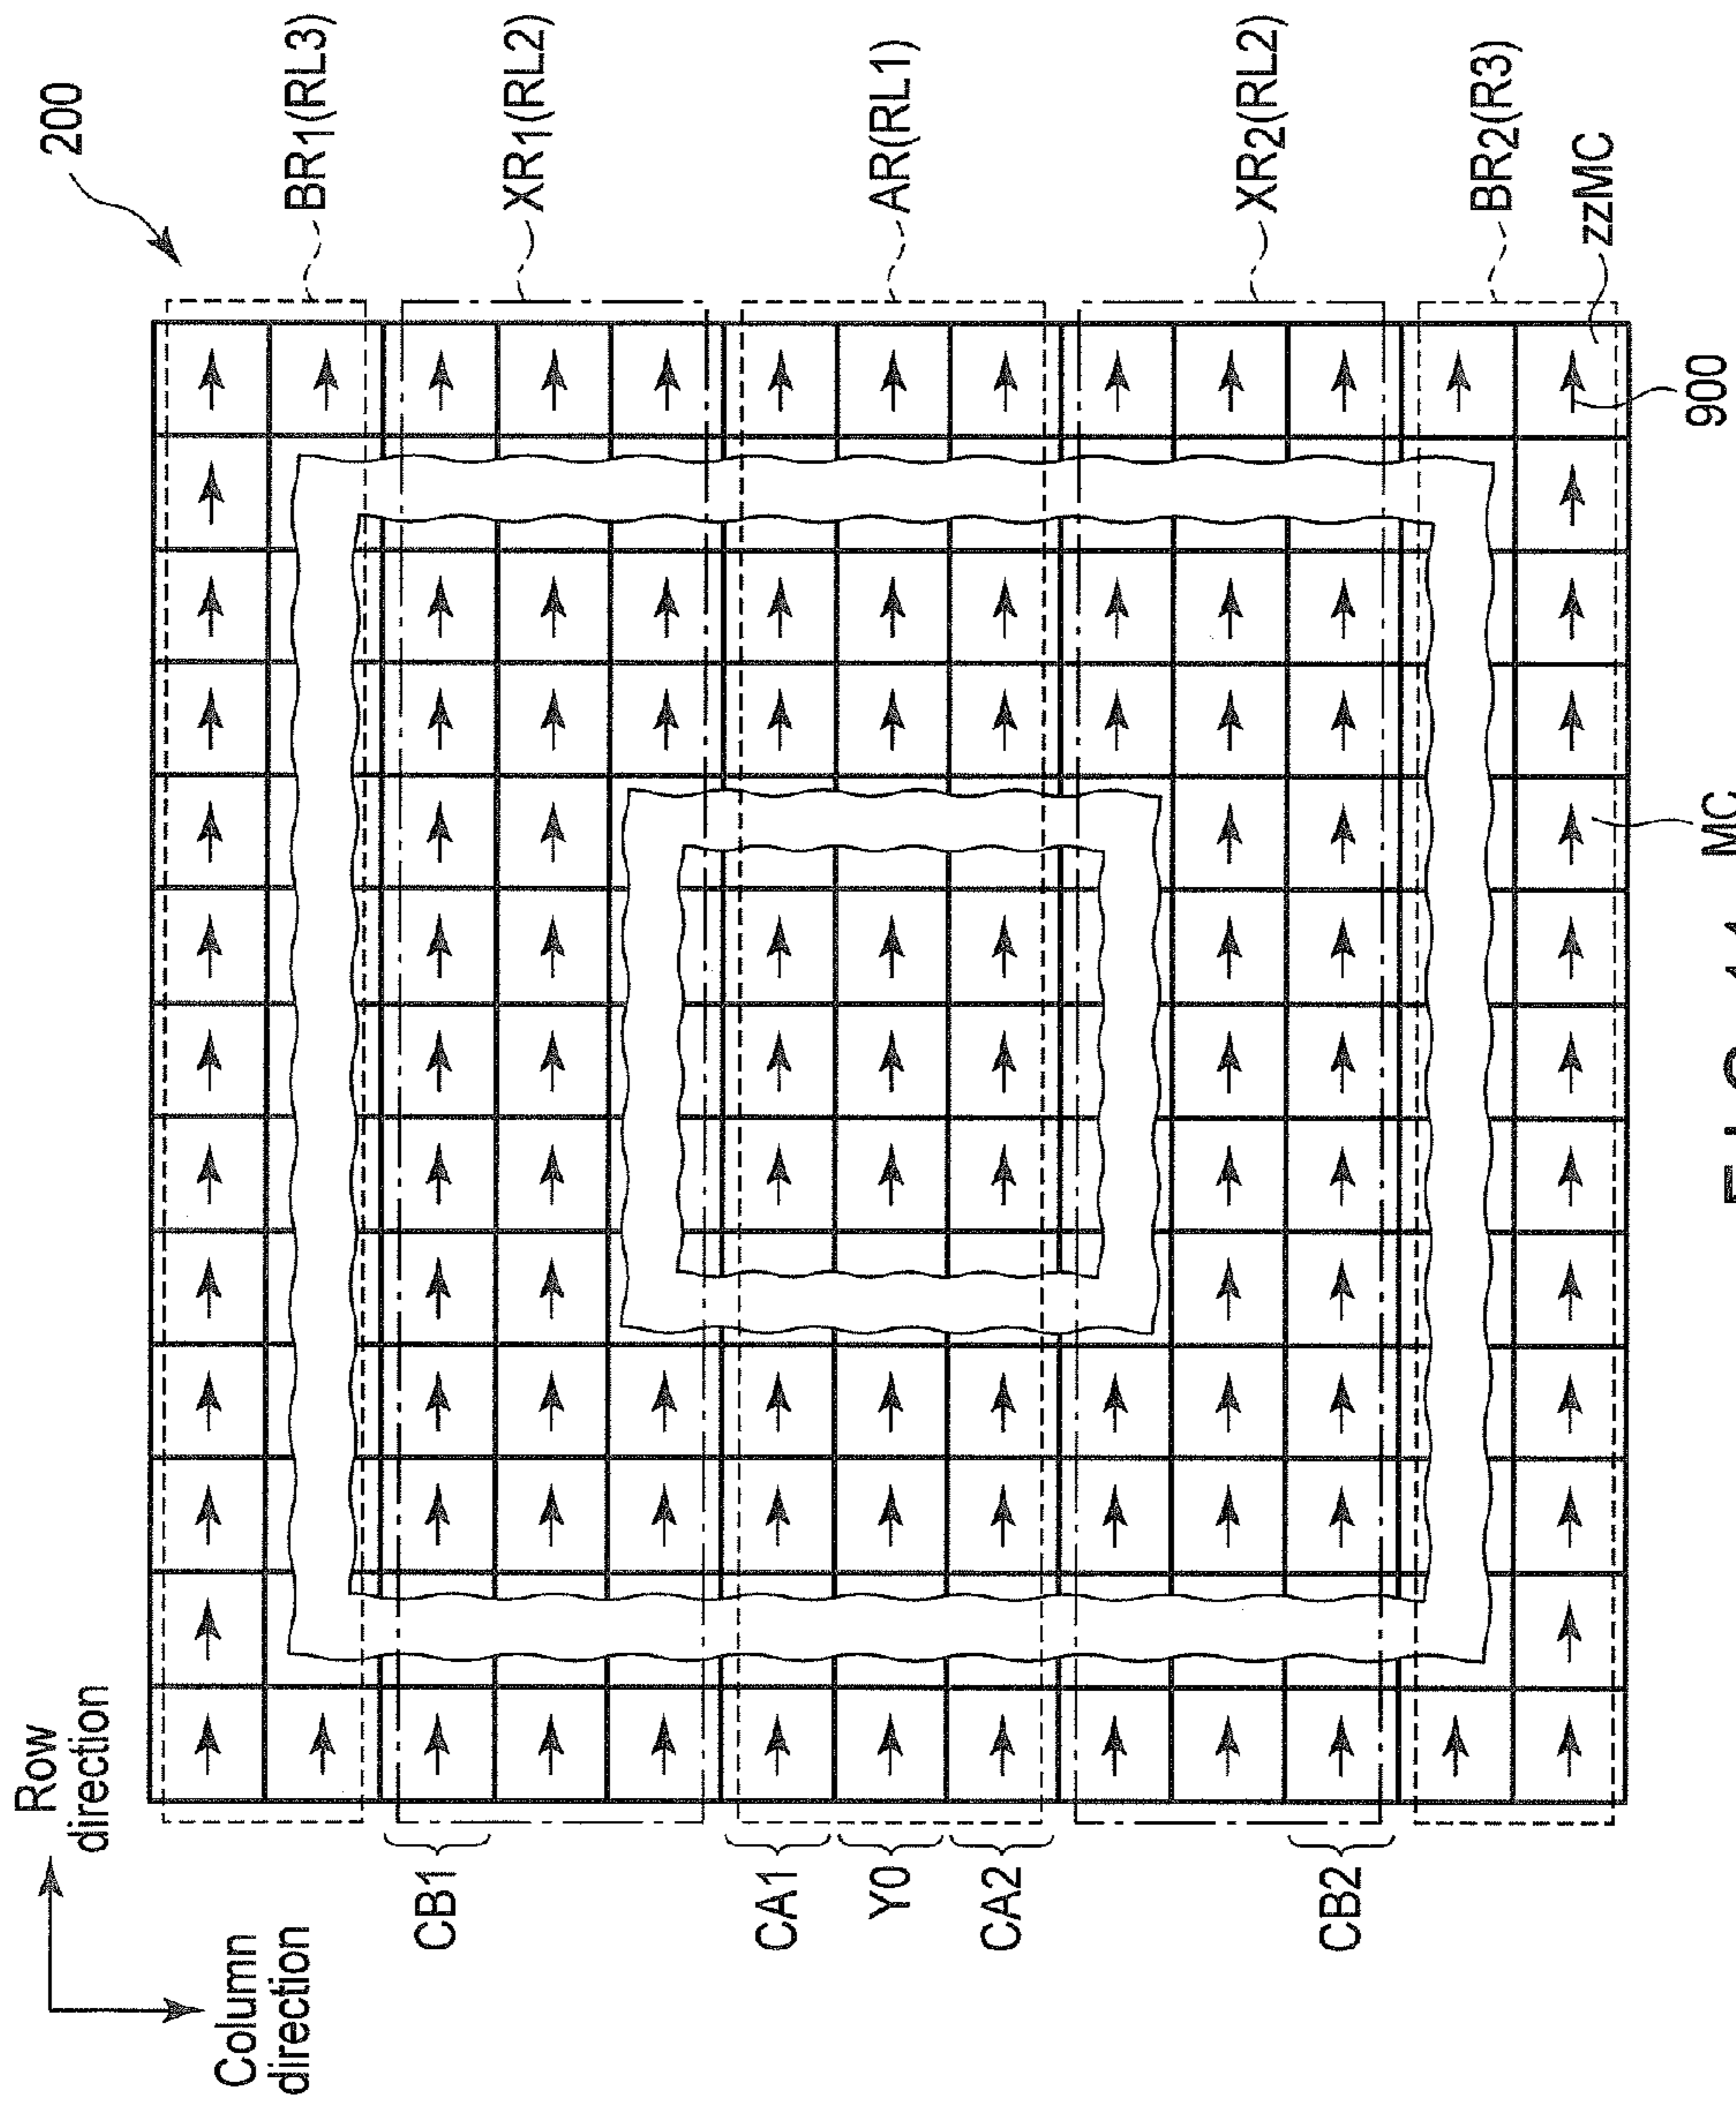 200
BR1(RL3)
XR1(RL2)
AR(RL1)
XR2(RL2)
BR2(R3)
zzMC
900
MC
Row
direction
Column
direction
CB1
CA1
Y0
CA2
CB2